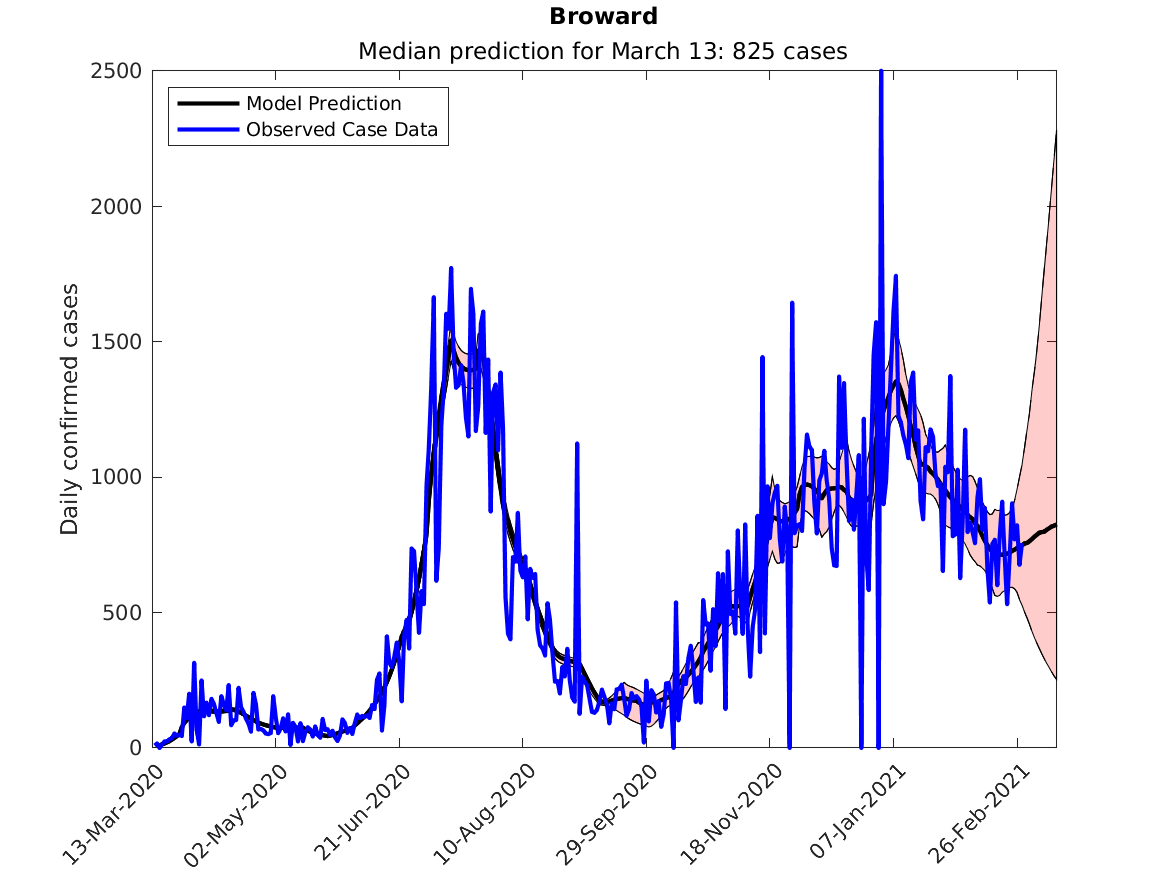 Broward
Median prediction for March 13: 825 cases
Model Prediction
Observed Case Data
Daily confirmed cases
2500
2000
1500
1000
500
0
13-Mar-2020
02-May-2020
21-Jun-2020
10-Aug-2020
29-Sep-2020
18-Nov-2020
07-Jan-2021
26-Feb-2021